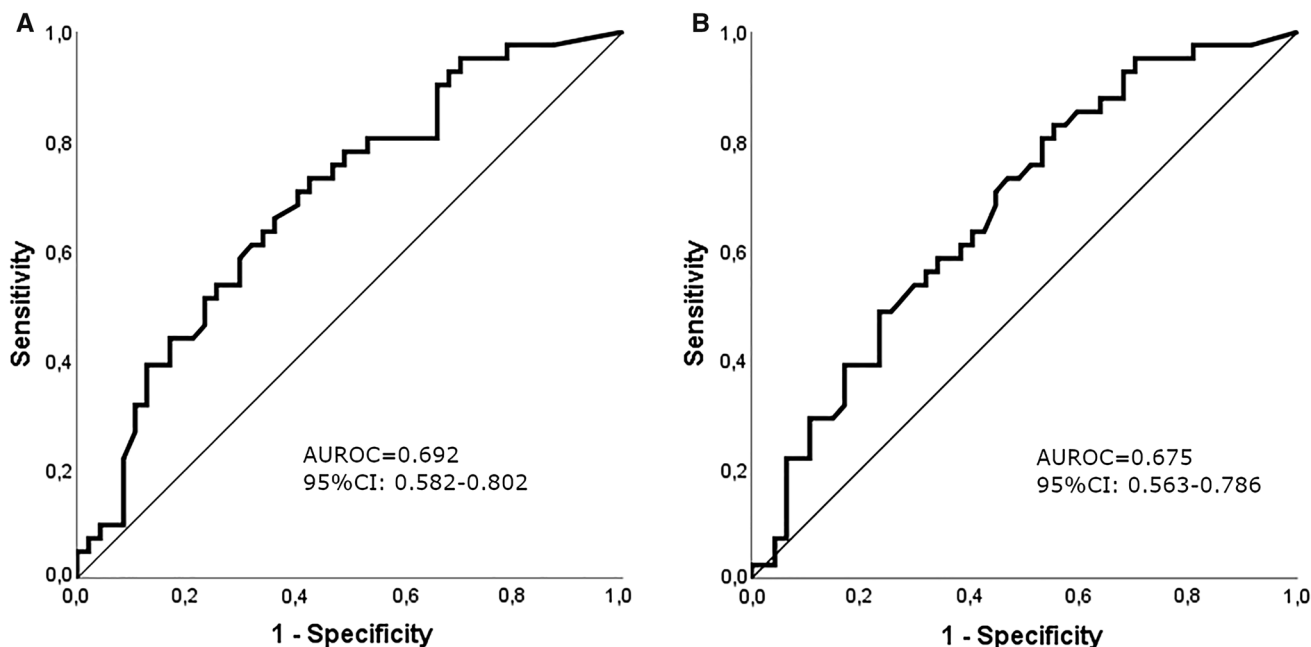 A
1,0
0,8
0,6
0,4
0,2
0,0
Sensitivity
AUROC=0.692
95%CI: 0.582-0.802
0,0 0,2 0,4 0,6 0,8 1,0
1 - Specificity
B
1,0
0,8
0,6
0,4
0,2
0,0
Sensitivity
AUROC=0.675
95%CI: 0.563-0.786
0,0 0,2 0,4 0,6 0,8 1,0
1 - Specificity